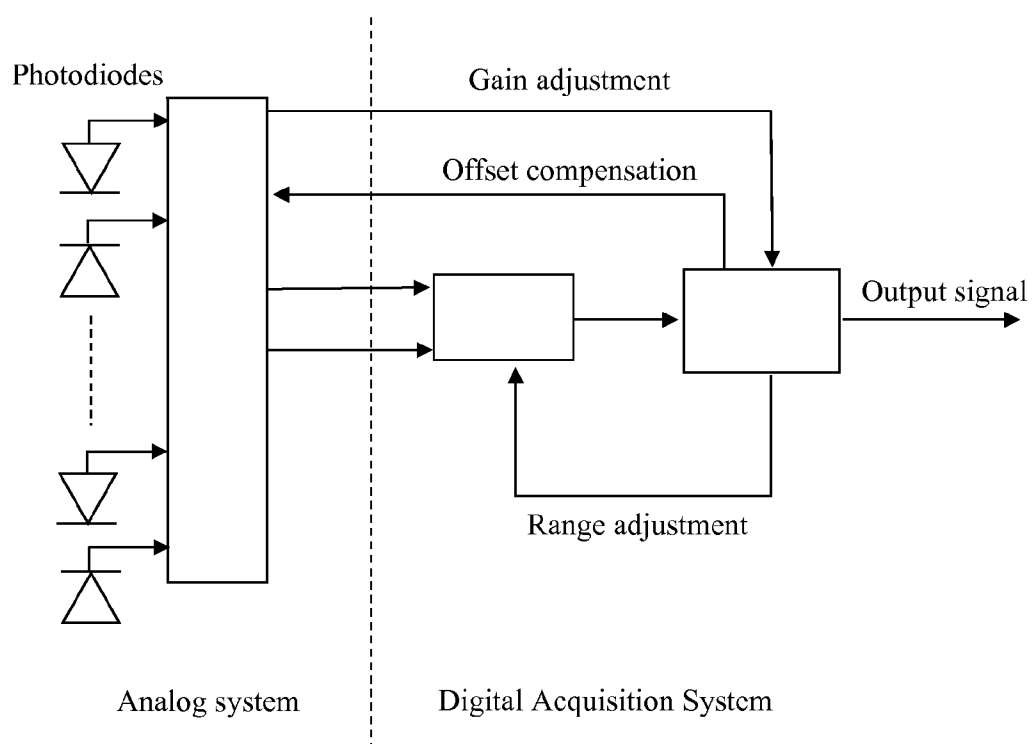 Photodiodes
Gain adjustment
Offset compensation
Output signal
Range adjustment
Analog system
Digital Acquisition System